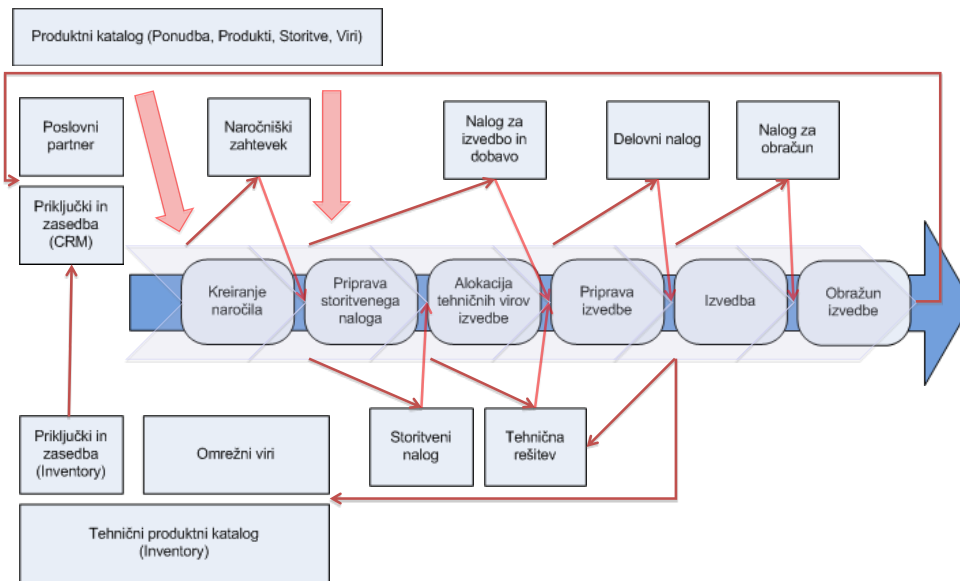 Produktni katalog (Ponudba, Produkti, Storitve, Viri)
Poslovni
partner
Naročniški
zahtevek
Nalog za
izvedbo in
dobavo
Delovni nalog
Nalog za
obračun
Priključki in
zasedba
(CRM)
Kreiranje
naročila
Priprava
storitvenega
naloga
Alokacija
tehničnih virov
izvedbe
Priprava
izvedbe
Izvedba
Obražun
izvedbe
Priključki in
zasedba
(Inventory)
Omrežni viri
Storitveni
nalog
Tehnična
rešitev
Tehnični produktni katalog
(Inventory)